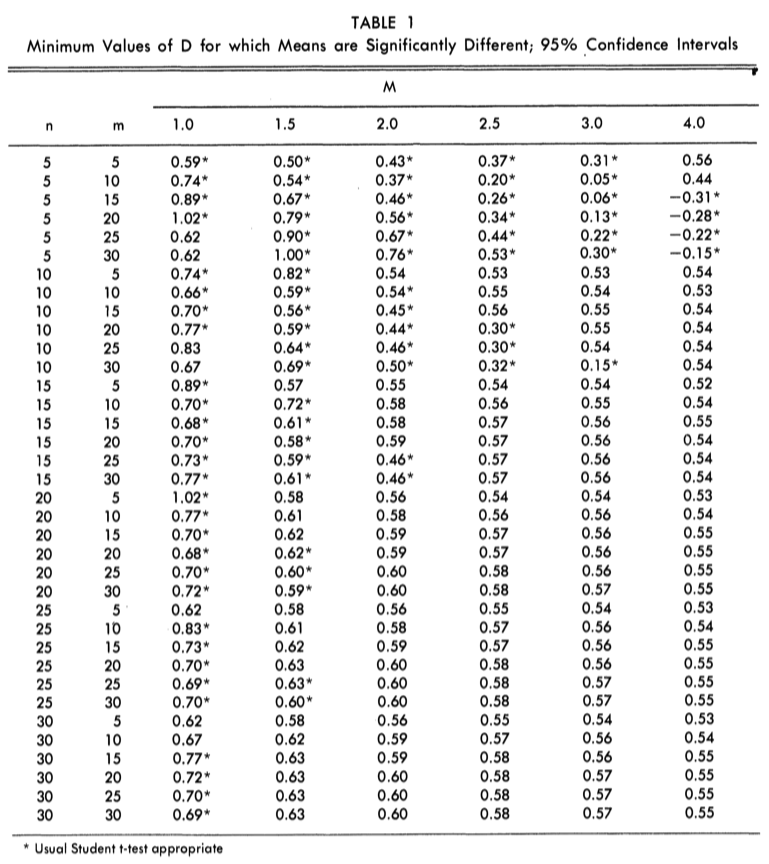 TABLE 1
Minimum Values of D for which Means are Significantly Different; 95% Confidence Intervals
M
n m 1.0 1.5 2.0 2.5 3.0 4.0
5 5 0.59* 0.50* 0.43* 0.37* 0.31* 0.56
5 10 0.74* 0.54* 0.37* 0.20* 0.05* 0.44
5 15 0.89* 0.67* 0.46* 0.26* 0.06* −0.31*
5 20 1.02* 0.79* 0.56* 0.34* 0.13* −0.28*
5 25 0.62 0.90* 0.67* 0.44* 0.22* −0.22*
5 30 0.62 1.00* 0.76* 0.53* 0.30* −0.15*
10 5 0.74* 0.82* 0.54 0.53 0.53 0.54
10 10 0.66* 0.59* 0.54* 0.55 0.54 0.53
10 15 0.70* 0.56* 0.45* 0.56 0.55 0.54
10 20 0.77* 0.59* 0.44* 0.30* 0.55 0.54
10 25 0.83 0.64* 0.46* 0.30* 0.54 0.54
10 30 0.67 0.69* 0.50* 0.32* 0.15* 0.54
15 5 0.89* 0.57 0.55 0.54 0.54 0.52
15 10 0.70* 0.72* 0.58 0.56 0.55 0.54
15 15 0.68* 0.61* 0.58 0.57 0.56 0.55
15 20 0.70* 0.58* 0.59 0.57 0.56 0.54
15 25 0.73* 0.59* 0.46* 0.57 0.56 0.54
15 30 0.77* 0.61* 0.46* 0.57 0.56 0.54
20 5 1.02* 0.58 0.56 0.54 0.54 0.53
20 10 0.77* 0.61 0.58 0.56 0.56 0.54
20 15 0.70* 0.62 0.59 0.57 0.56 0.55
20 20 0.68* 0.62* 0.59 0.57 0.56 0.55
20 25 0.70* 0.60* 0.60 0.58 0.56 0.55
20 30 0.72* 0.59* 0.60 0.58 0.57 0.55
25 5 0.62 0.58 0.56 0.55 0.54 0.53
25 10 0.83* 0.61 0.58 0.57 0.56 0.54
25 15 0.73* 0.62 0.59 0.57 0.56 0.55
25 20 0.70* 0.63 0.60 0.58 0.56 0.55
25 25 0.69* 0.63* 0.60 0.58 0.57 0.55
25 30 0.70* 0.60* 0.60 0.58 0.57 0.55
30 5 0.62 0.58 0.56 0.55 0.54 0.53
30 10 0.67 0.62 0.59 0.57 0.56 0.54
30 15 0.77* 0.63 0.59 0.58 0.56 0.55
30 20 0.72* 0.63 0.60 0.58 0.57 0.55
30 25 0.70* 0.63 0.60 0.58 0.57 0.55
30 30 0.69* 0.63 0.60 0.58 0.57 0.55
* Usual Student t-test appropriate